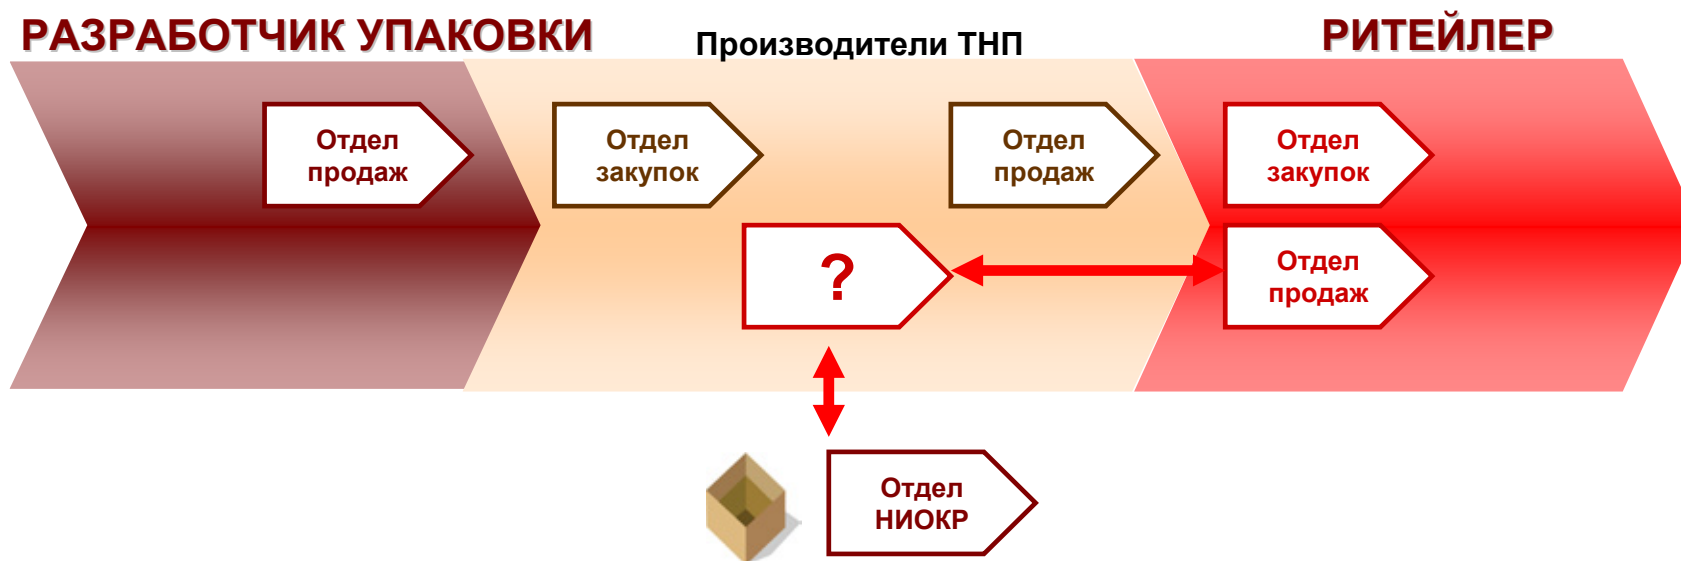 РАЗРАБОТЧИК УПАКОВКИ
Производители ТНП
РИТЕЙЛЕР
Отдел
продаж
Отдел
закупок
Отдел
продаж
Отдел
закупок
?
Отдел
продаж
Отдел
НИОКР